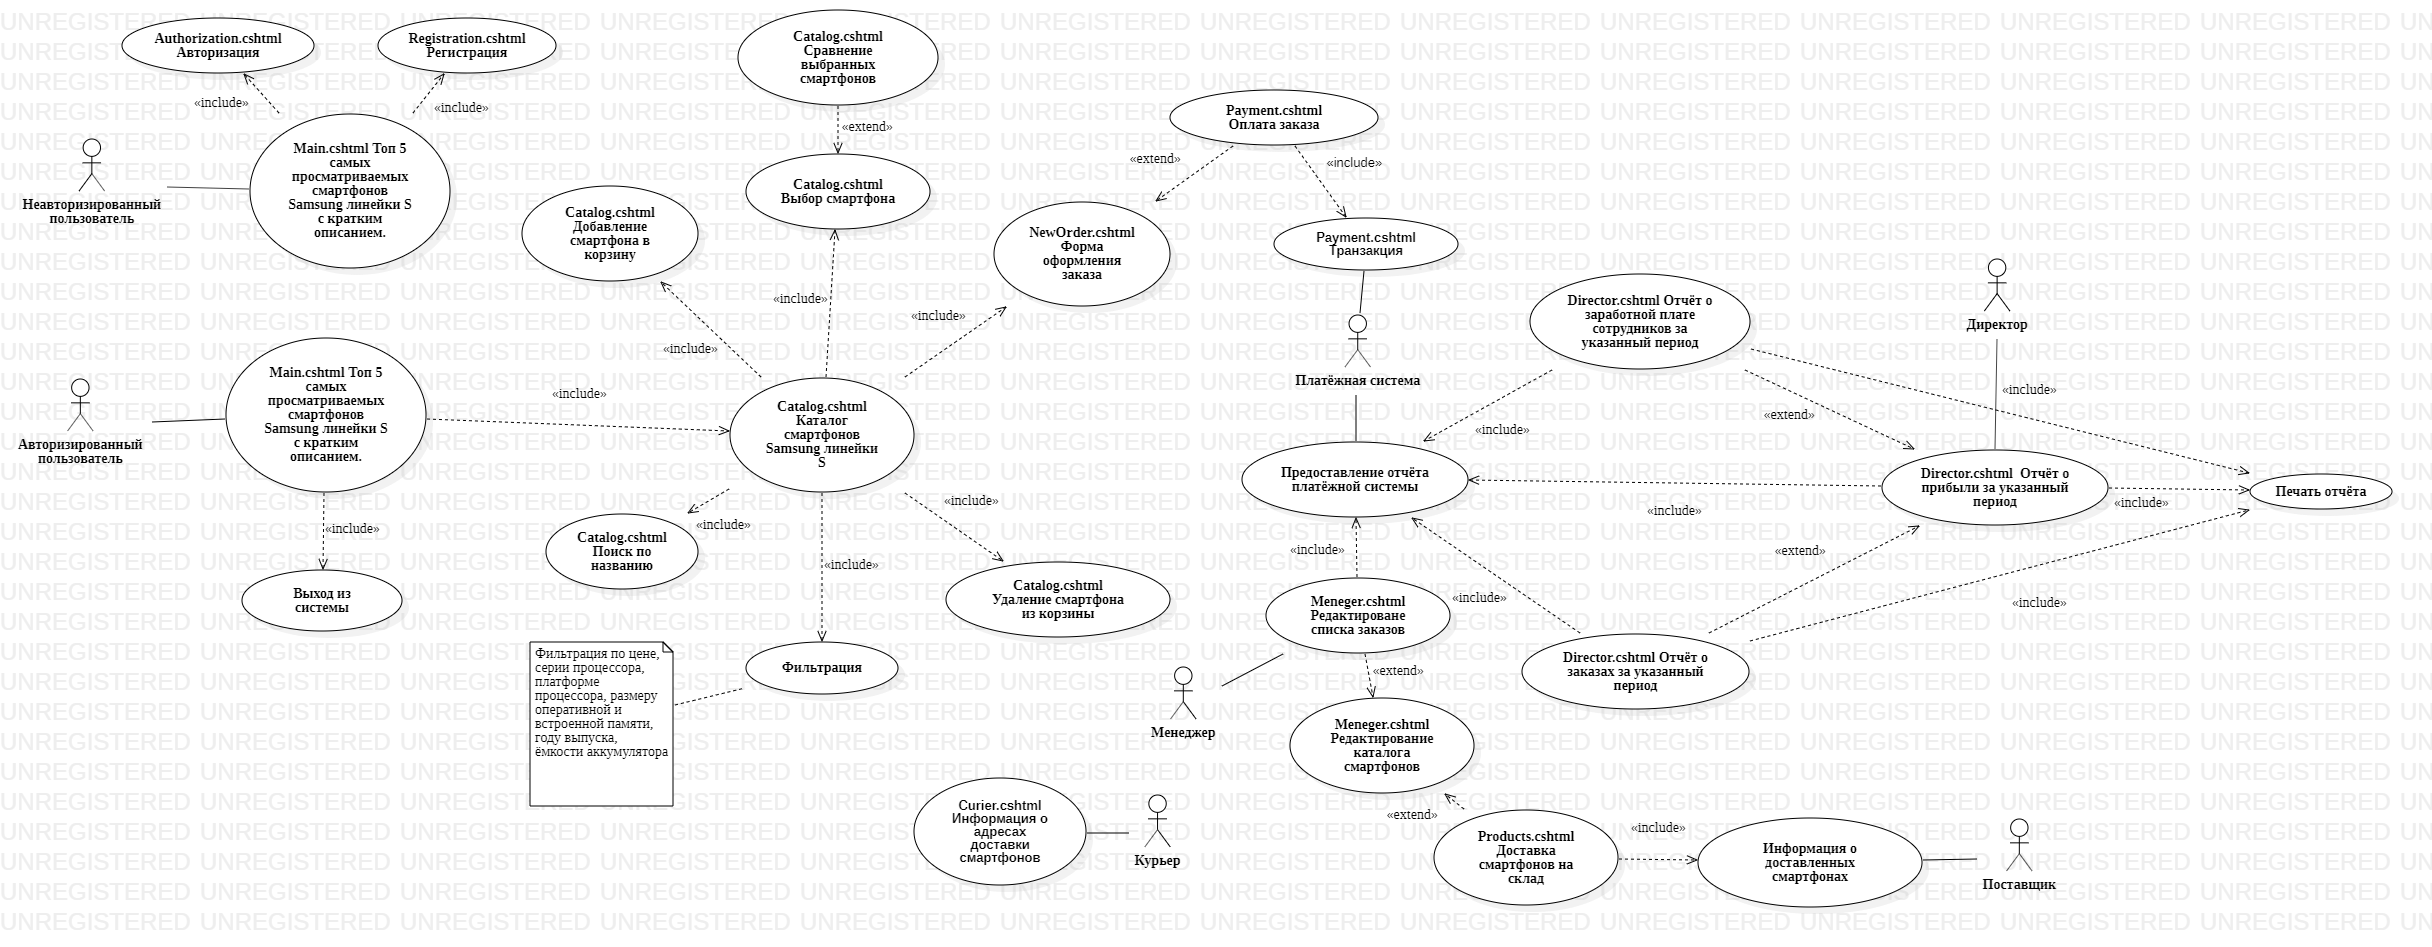 Authorization.cshtml
Авторизация
Registration.cshtml
Регистрация
«include»
«include»
Неавторизированный
пользователь
Main.cshtml Топ 5
самых
просматриваемых
смартфонов
Samsung линейки S
с кратким
описанием.
Catalog.cshtml
Сравнение
выбранных
смартфонов
«extend»
Catalog.cshtml
Выбор смартфона
Catalog.cshtml
Добавление
смартфона в
корзину
«include»
«include»
«include»
Payment.cshtml
Оплата заказа
«extend»
«include»
NewOrder.cshtml
Форма
оформления
заказа
Payment.cshtml
Транзакция
Платёжная система
Авторизированный
пользователь
Main.cshtml Топ 5
самых
просматриваемых
смартфонов
Samsung линейки S
с кратким
описанием.
«include»
«include»
Выход из
системы
Catalog.cshtml
Каталог
смартфонов
Samsung линейки
S
«include»
«include»
«include»
Catalog.cshtml
Поиск по
названию
Catalog.cshtml
Удаление смартфона
из корзины
Фильтрация
Фильтрация по цене,
серии процессора,
платформе
процессора, размеру
оперативной и
встроенной памяти,
году выпуска,
ёмкости аккумулятора
Director.cshtml Отчёт о
заработной плате
сотрудников за
указанный период
Директор
«include»
«extend»
«include»
Предоставление отчёта
платёжной системы
Director.cshtml  Отчёт о
прибыли за указанный
период
Печать отчёта
«include»
«include»
«include»
«extend»
«include»
«include»
Meneger.cshtml
Редактироване
списка заказов
Director.cshtml Отчёт о
заказах за указанный
период
«extend»
Менеджер
Meneger.cshtml
Редактирование
каталога
смартфонов
«extend»
Curier.cshtml
Информация о
адресах
доставки
смартфонов
Курьер
Products.cshtml
Доставка
смартфонов на
склад
«include»
Информация о
доставленных
смартфонах
Поставщик
UNREGISTERED